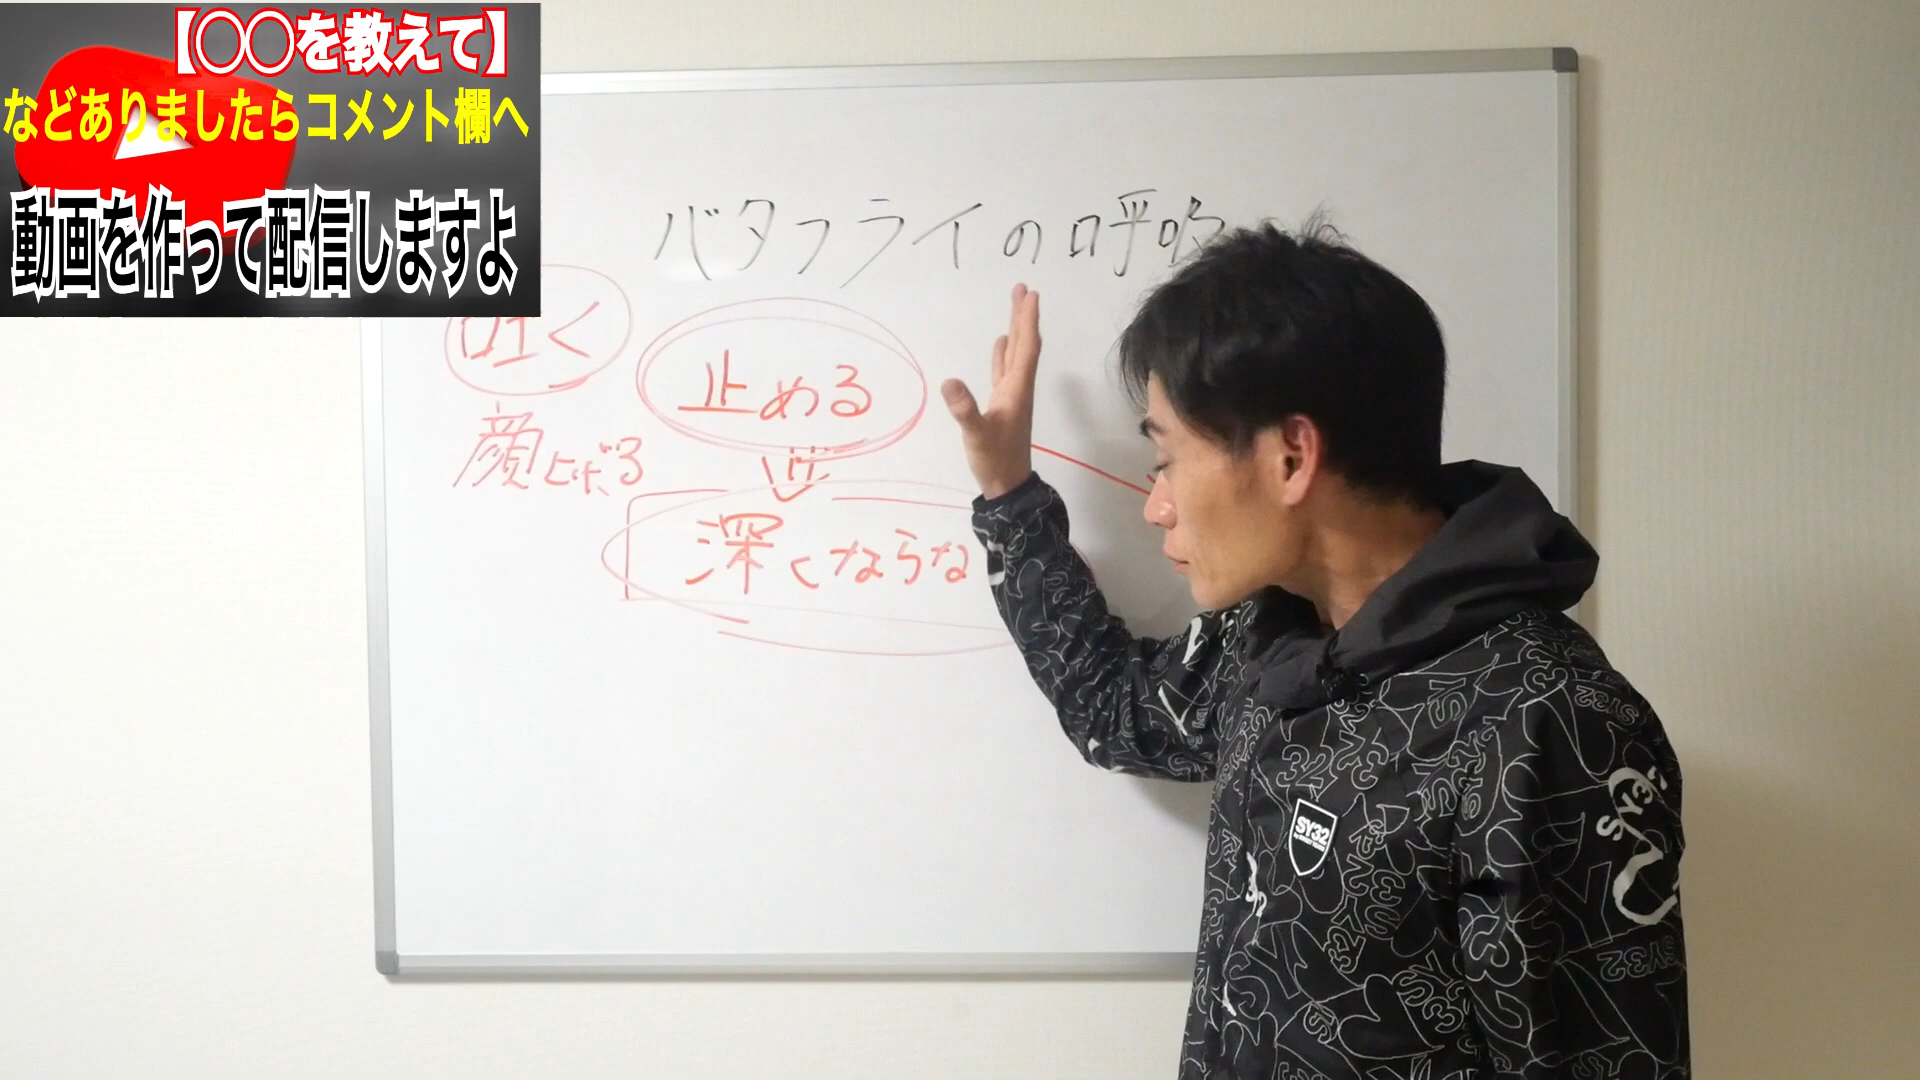 【〇〇を教えて】
などありましたらコメント欄へ
動画を作って配信しますよ
バタフライの呼吸
吐く
止める
顔上げる
深くならな
SY32
SY32
SY32